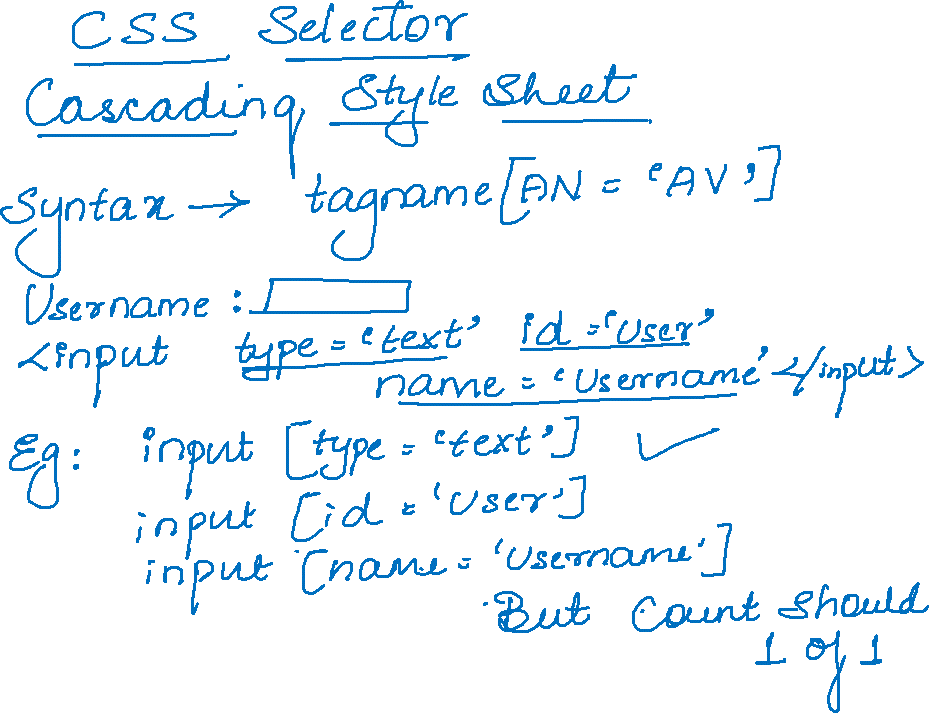 CSS Selector
Cascading Style Sheet
Syntax → tagname[AN = 'AV']
Username :
<input type = 'text' id = 'User'
name = 'Username' </input>
Eg: input [type = 'text'] ✓
input [id = 'User']
input [name = 'Username']
But Count Should
1 of 1